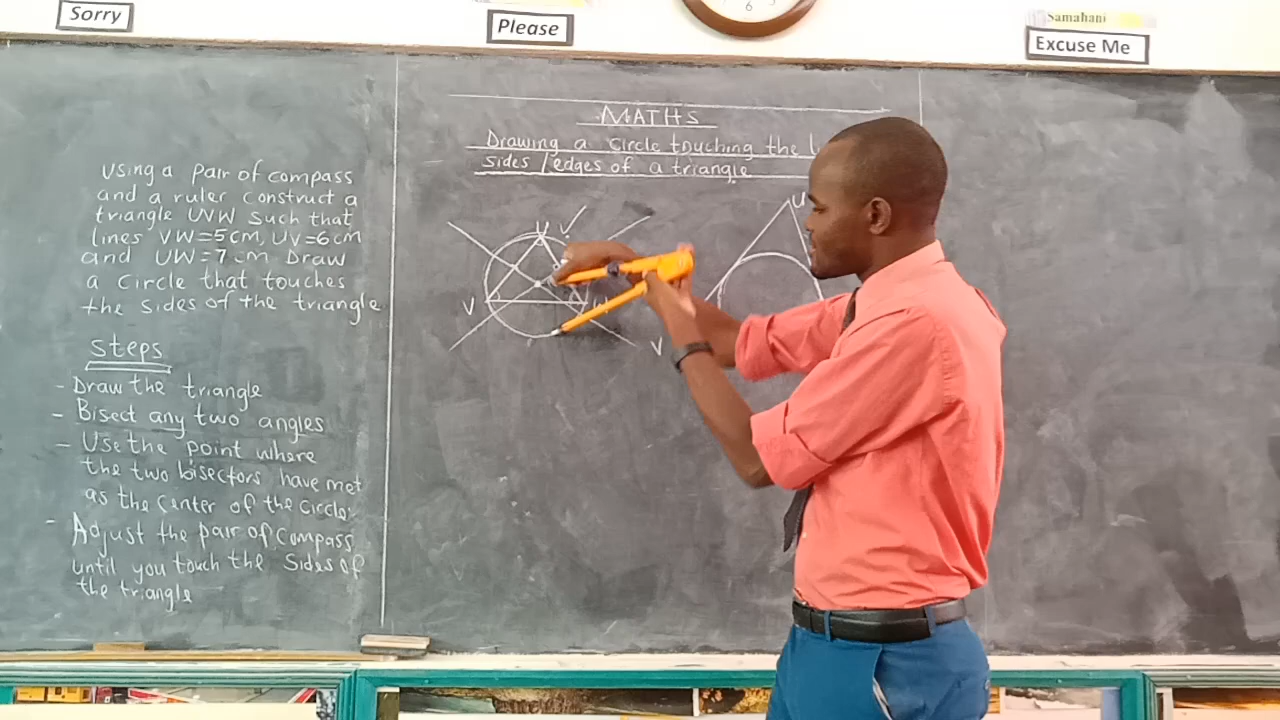 Sorry
Please
Samahani
Excuse Me
MATHS
Drawing a circle touching the
sides / edges of a triangle
Using a pair of compass
and a ruler construct a
triangle UVW such that
lines VW=5cm, UV=6cm
and UW=7cm Draw
a circle that touches
the sides of the triangle
Steps
- Draw the triangle
- Bisect any two angles
- Use the point where
the two bisectors have met
as the center of the circle.
- Adjust the pair of compass
until you touch the sides of
the triangle
U
V
W
U
V
6